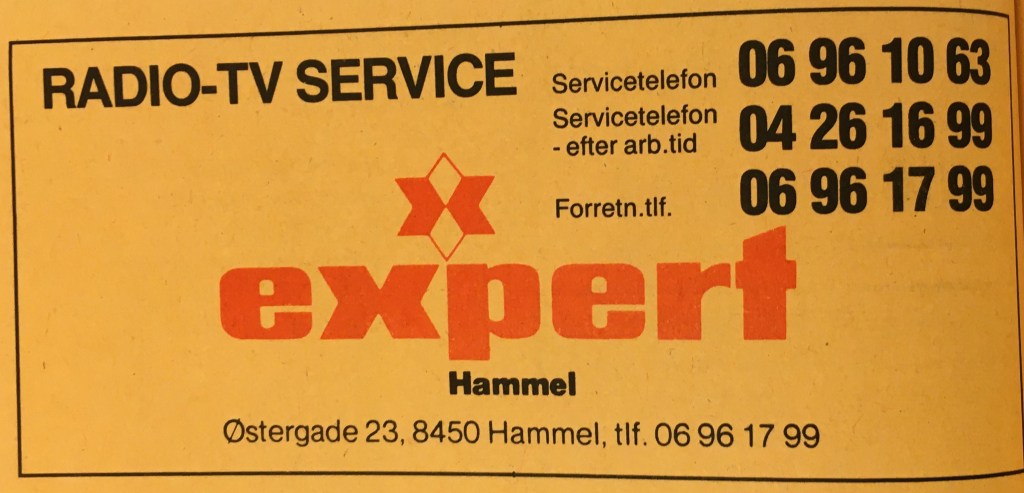 RADIO-TV SERVICE
Servicetelefon 06 96 10 63
Servicetelefon
- efter arb.tid 04 26 16 99
Forretn.tlf. 06 96 17 99
expert
Hammel
Østergade 23, 8450 Hammel, tlf. 06 96 17 99